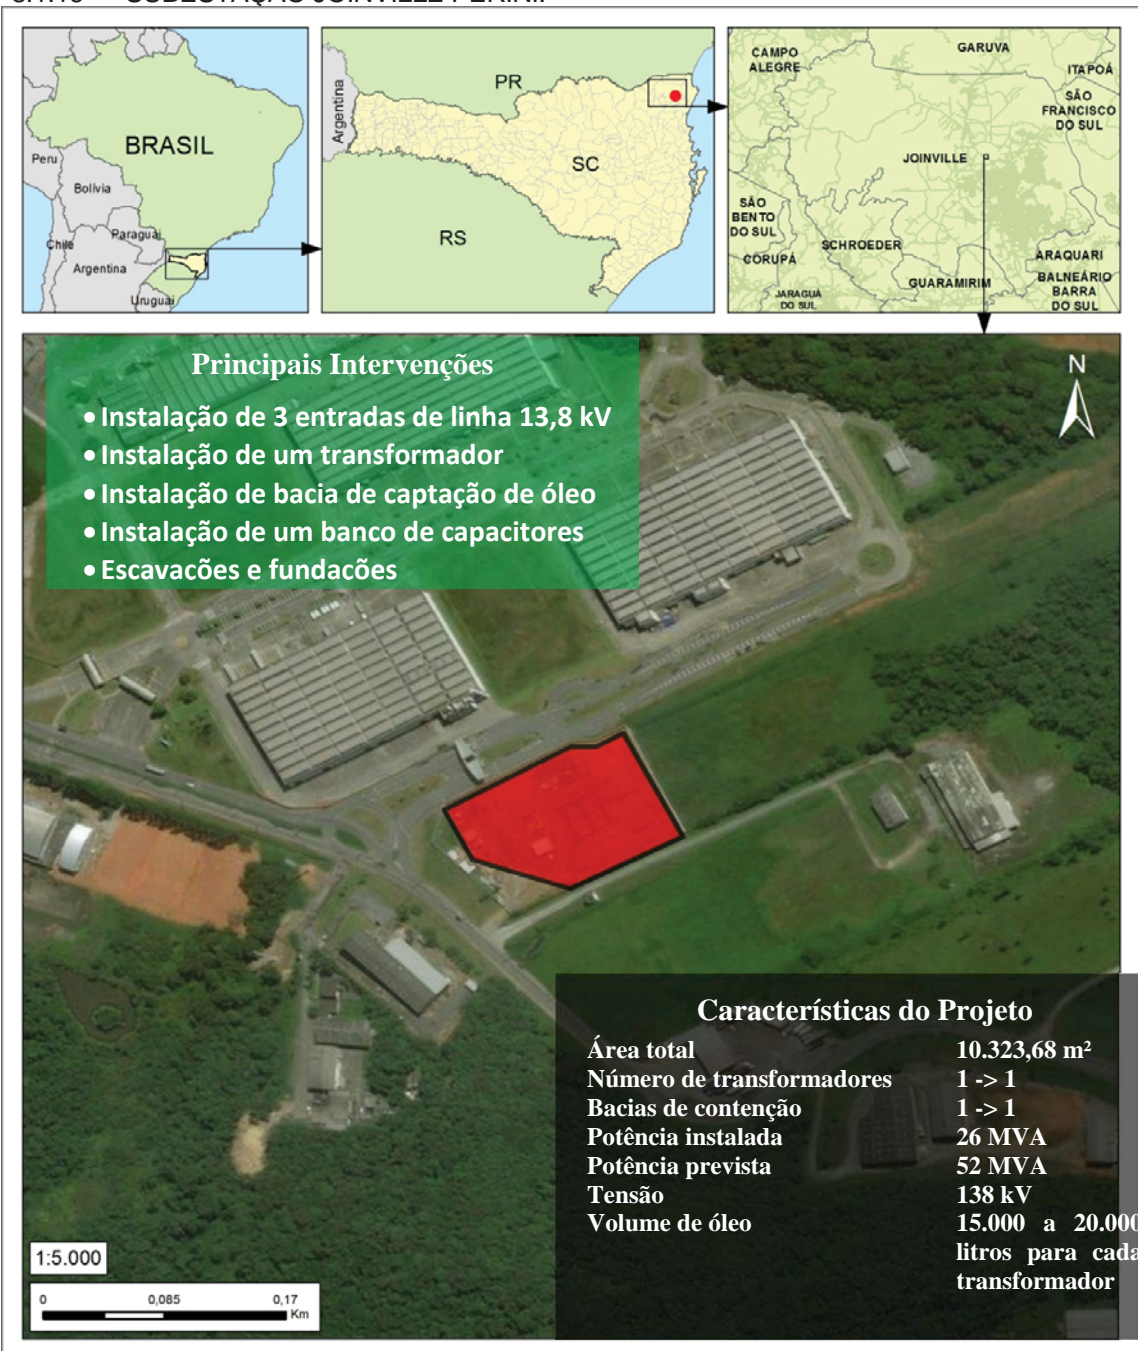 SUBESTAÇÃO JOINVILLE PERINI
BRASIL
Peru
Bolívia
Paraguai
Chile
Argentina
Uruguai
Argentina
PR
SC
RS
CAMPO
ALEGRE
GARUVA
ITAPOÁ
SÃO
FRANCISCO
DO SUL
JOINVILLE
SÃO
BENTO
DO SUL
CORUPÁ
SCHROEDER
JARAGUÁ
DO SUL
GUARAMIRIM
ARAQUARI
BALNEÁRIO
BARRA
DO SUL
Principais Intervenções
• Instalação de 3 entradas de linha 13,8 kV
• Instalação de um transformador
• Instalação de bacia de captação de óleo
• Instalação de um banco de capacitores
• Escavacões e fundacões
N
Características do Projeto
Área total 10.323,68 m²
Número de transformadores 1 -> 1
Bacias de contenção 1 -> 1
Potência instalada 26 MVA
Potência prevista 52 MVA
Tensão 138 kV
Volume de óleo 15.000 a 20.000
litros para cada
transformador
1:5.000
0 0,085 0,17
Km